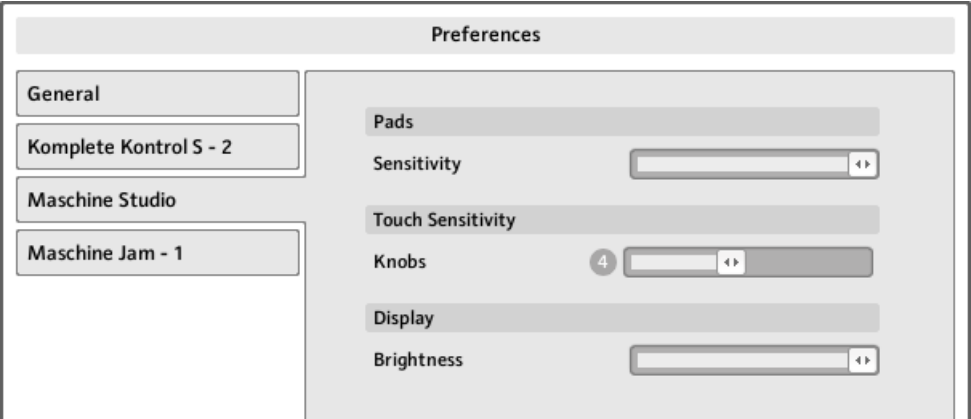 Preferences
General
Komplete Kontrol S - 2
Maschine Studio
Maschine Jam - 1
Pads
Sensitivity
Touch Sensitivity
Knobs 4
Display
Brightness